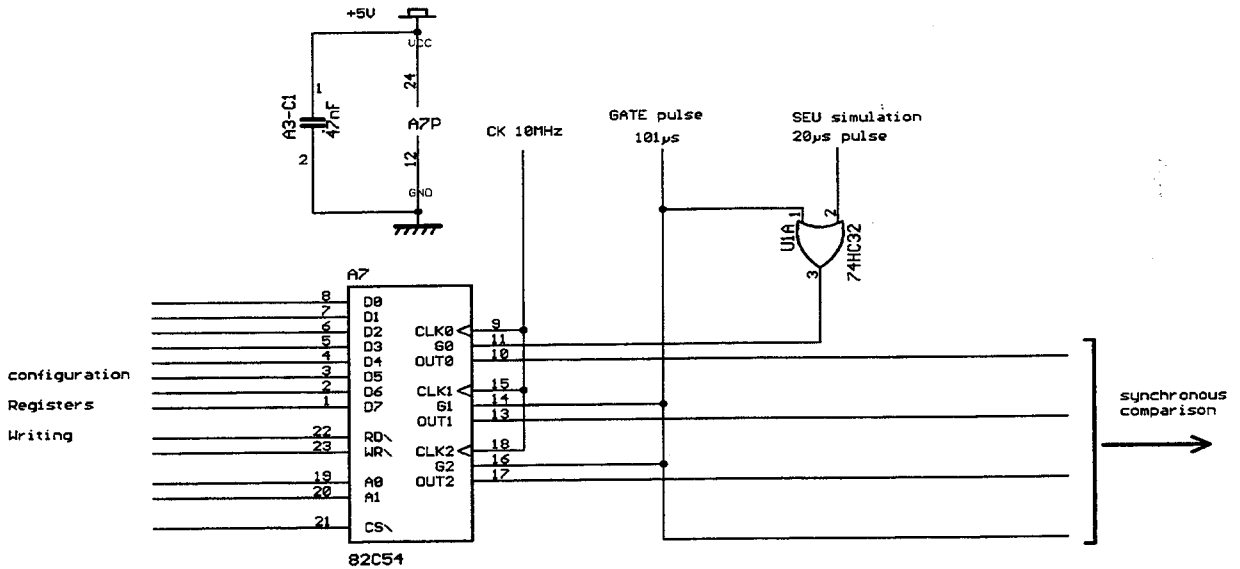 +5V
VCC
24
1
A3-C1
47nF
A7P
2
12
GND
CK 10MHz
GATE pulse
101µs
SEU simulation
20µs pulse
1
2
U1A
74HC32
3
A7
8 D0
7 D1
6 D2
5 D3
4 D4
3 D5
2 D6
1 D7
22 RD\
23 WR\
19 A0
20 A1
21 CS\
CLK0 9
G0 11
OUT0 10
CLK1 15
G1 14
OUT1 13
CLK2 18
G2 16
OUT2 17
82C54
configuration
Registers
Writing
synchronous
comparison